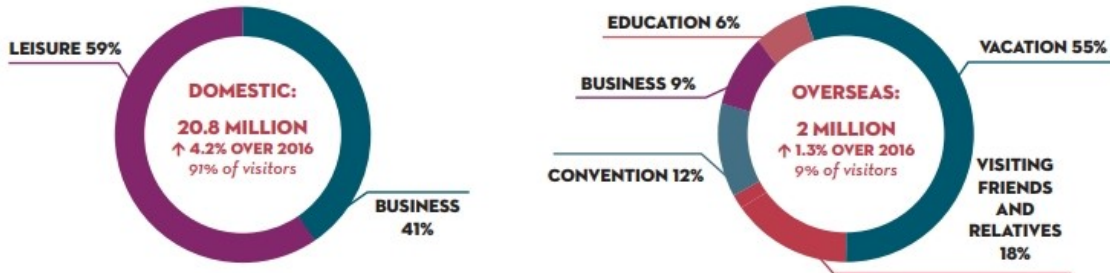 LEISURE 59%
DOMESTIC:
20.8 MILLION
↑ 4.2% OVER 2016
91% of visitors
BUSINESS
41%
EDUCATION 6%
BUSINESS 9%
CONVENTION 12%
OVERSEAS:
2 MILLION
↑ 1.3% OVER 2016
9% of visitors
VACATION 55%
VISITING
FRIENDS
AND
RELATIVES
18%